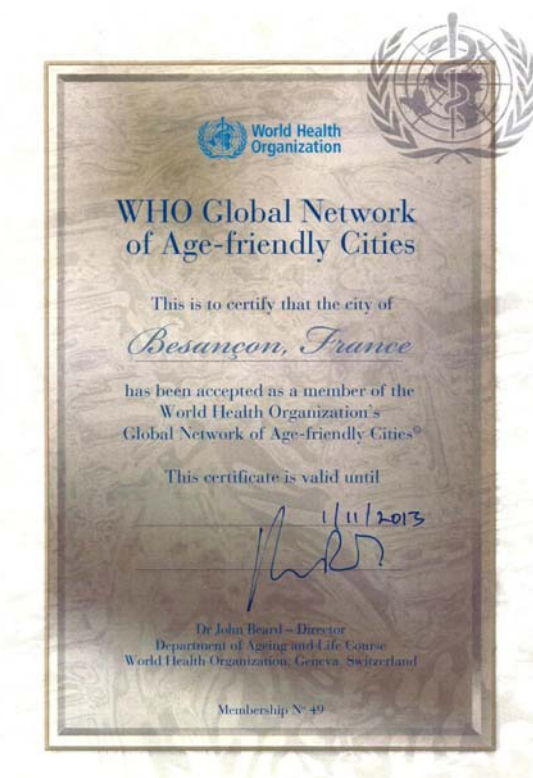 World Health
Organization
WHO Global Network
of Age-friendly Cities
This is to certify that the city of
Besançon, France
has been accepted as a member of the
World Health Organization's
Global Network of Age-friendly Cities©
This certificate is valid until
1/11/2013
Dr John Beard – Director
Department of Ageing and Life Course
World Health Organization, Geneva Switzerland
Membership Nº 49